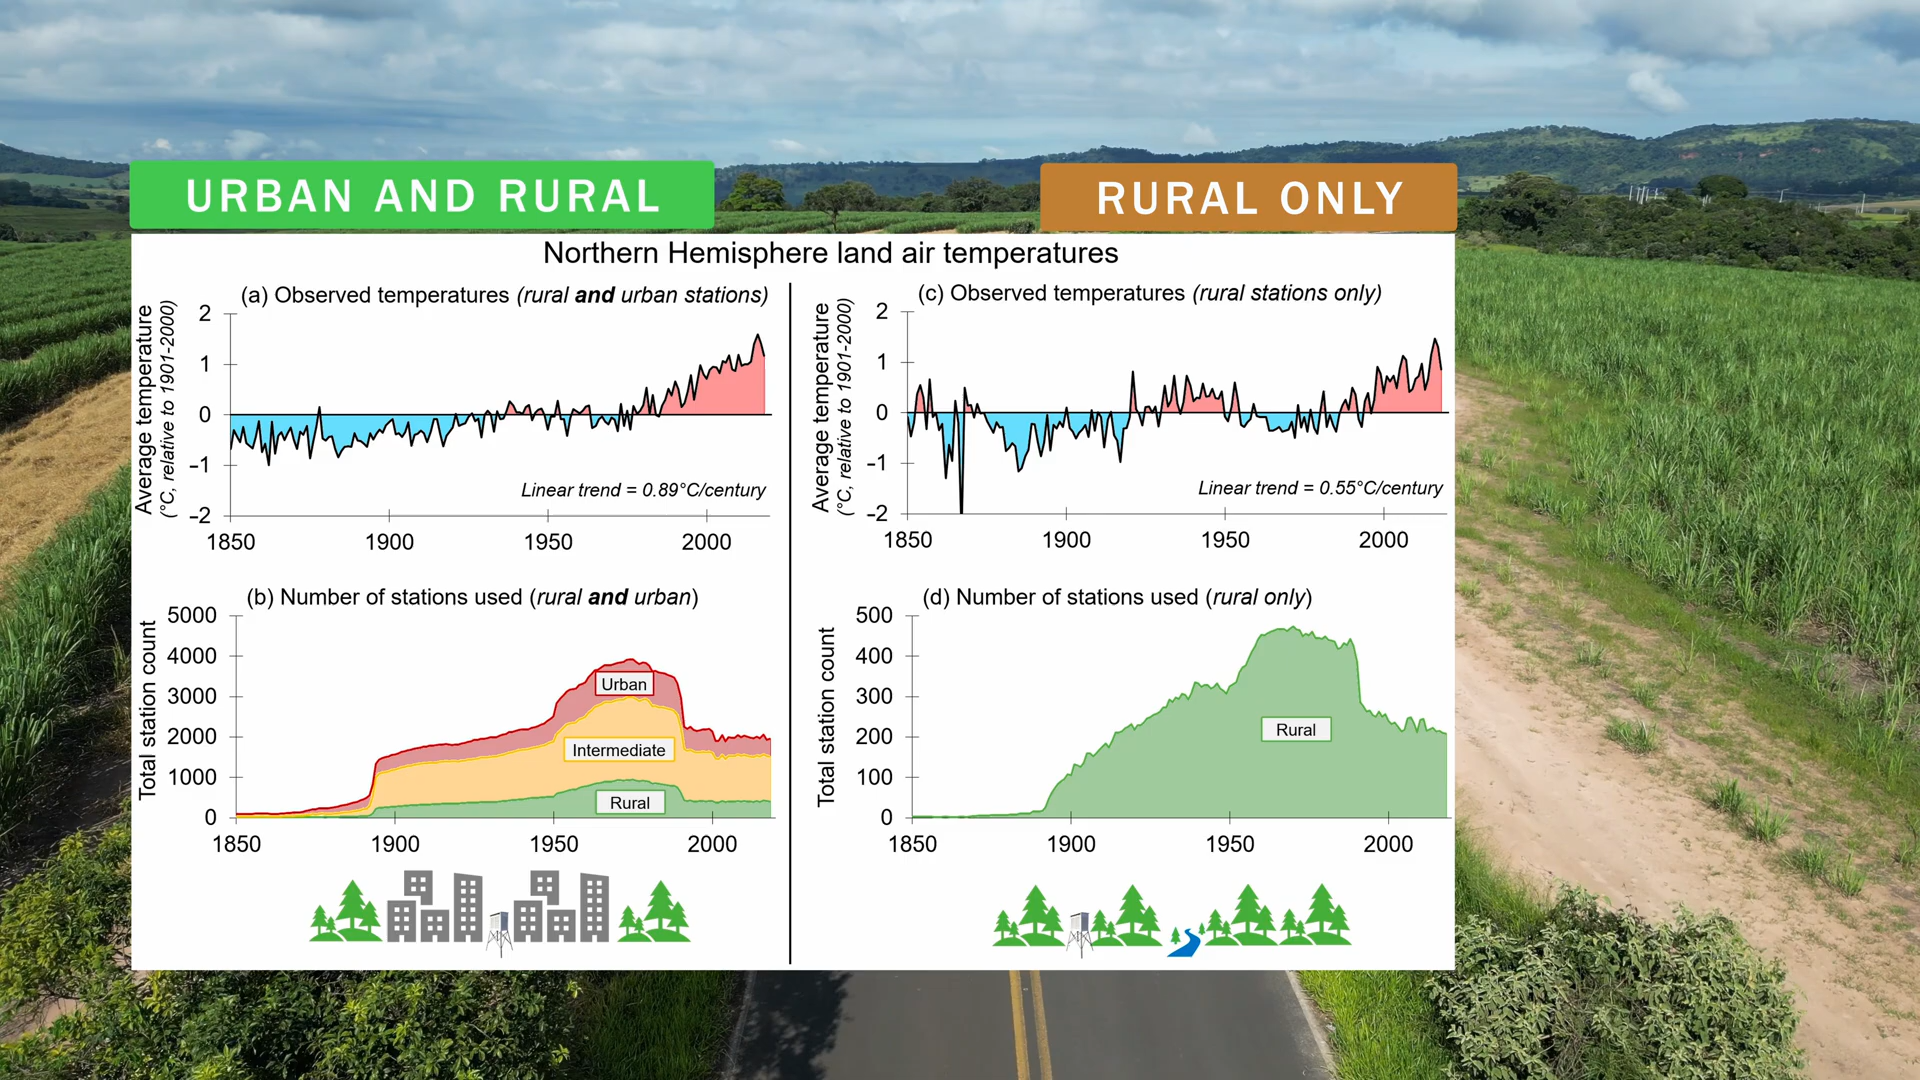 URBAN AND RURAL
RURAL ONLY
Northern Hemisphere land air temperatures
(a) Observed temperatures (rural and urban stations)
Average temperature
(°C, relative to 1901-2000)
2
1
0
-1
-2
Linear trend = 0.89°C/century
1850 1900 1950 2000
(c) Observed temperatures (rural stations only)
Average temperature
(°C, relative to 1901-2000)
2
1
0
-1
-2
Linear trend = 0.55°C/century
1850 1900 1950 2000
(b) Number of stations used (rural and urban)
Total station count
5000
4000
3000
2000
1000
0
Urban
Intermediate
Rural
1850 1900 1950 2000
(d) Number of stations used (rural only)
Total station count
500
400
300
200
100
0
Rural
1850 1900 1950 2000